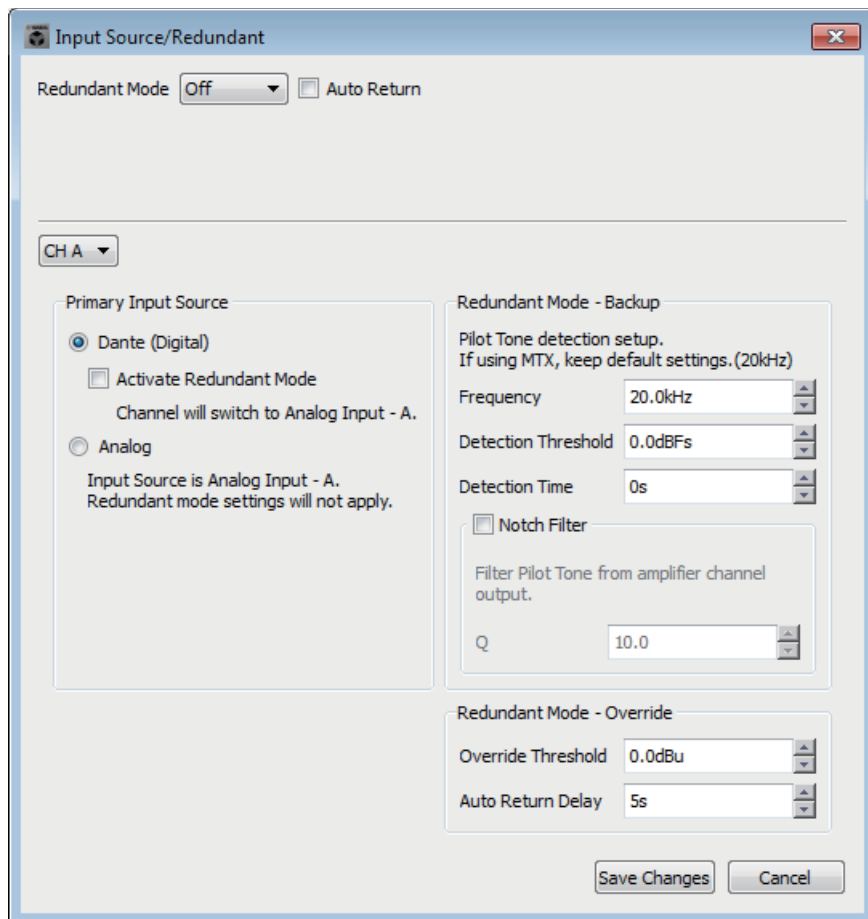 Input Source/Redundant
Redundant Mode Off Auto Return
CH A
Primary Input Source
Dante (Digital)
Activate Redundant Mode
Channel will switch to Analog Input - A.
Analog
Input Source is Analog Input - A.
Redundant mode settings will not apply.
Redundant Mode - Backup
Pilot Tone detection setup.
If using MTX, keep default settings.(20kHz)
Frequency 20.0kHz
Detection Threshold 0.0dBFs
Detection Time 0s
Notch Filter
Filter Pilot Tone from amplifier channel
output.
Q 10.0
Redundant Mode - Override
Override Threshold 0.0dBu
Auto Return Delay 5s
Save Changes Cancel